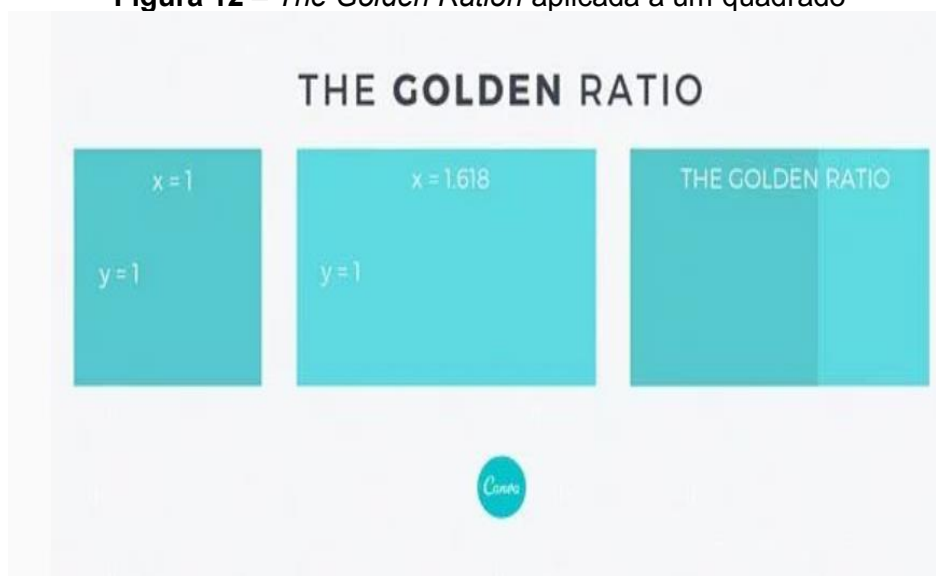 Figura 12 – The Golden Ration aplicada a um quadrado
THE GOLDEN RATIO
x = 1
y = 1
x = 1.618
y = 1
THE GOLDEN RATIO
Canva